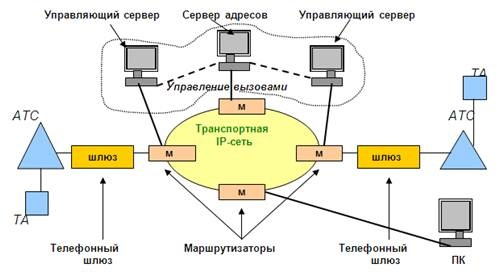 Управляющий сервер
Сервер адресов
Управляющий сервер
Управление вызовами
ТА
АТС
АТС
м
Транспортная
IP-сеть
шлюз
м
м
шлюз
ТА
м
Телефонный
шлюз
Маршрутизаторы
Телефонный
шлюз
ПК